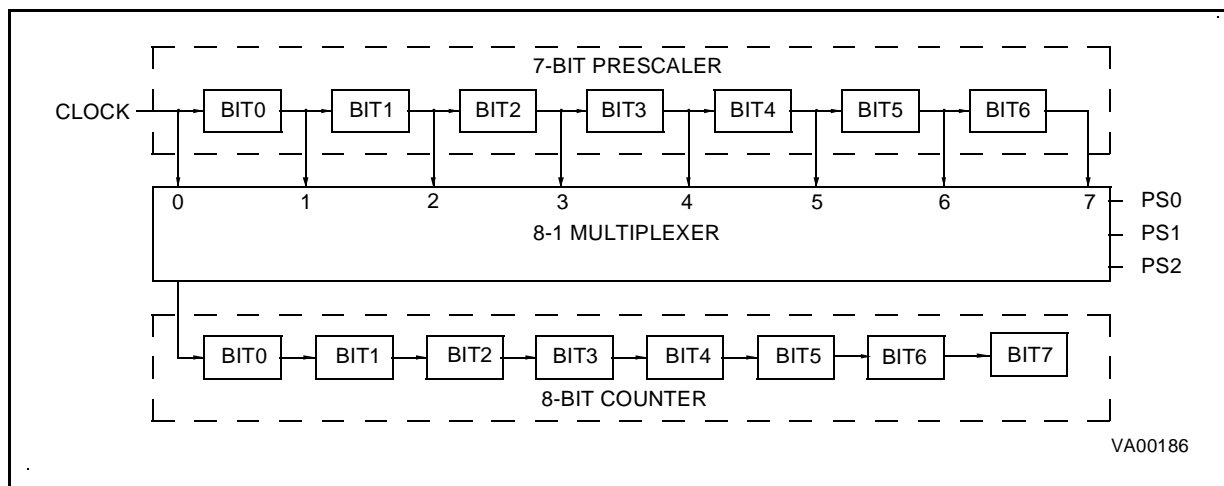 7-BIT PRESCALER
CLOCK BIT0 BIT1 BIT2 BIT3 BIT4 BIT5 BIT6
0 1 2 3 4 5 6 7 PS0
8-1 MULTIPLEXER PS1
PS2
BIT0 BIT1 BIT2 BIT3 BIT4 BIT5 BIT6 BIT7
8-BIT COUNTER
VA00186